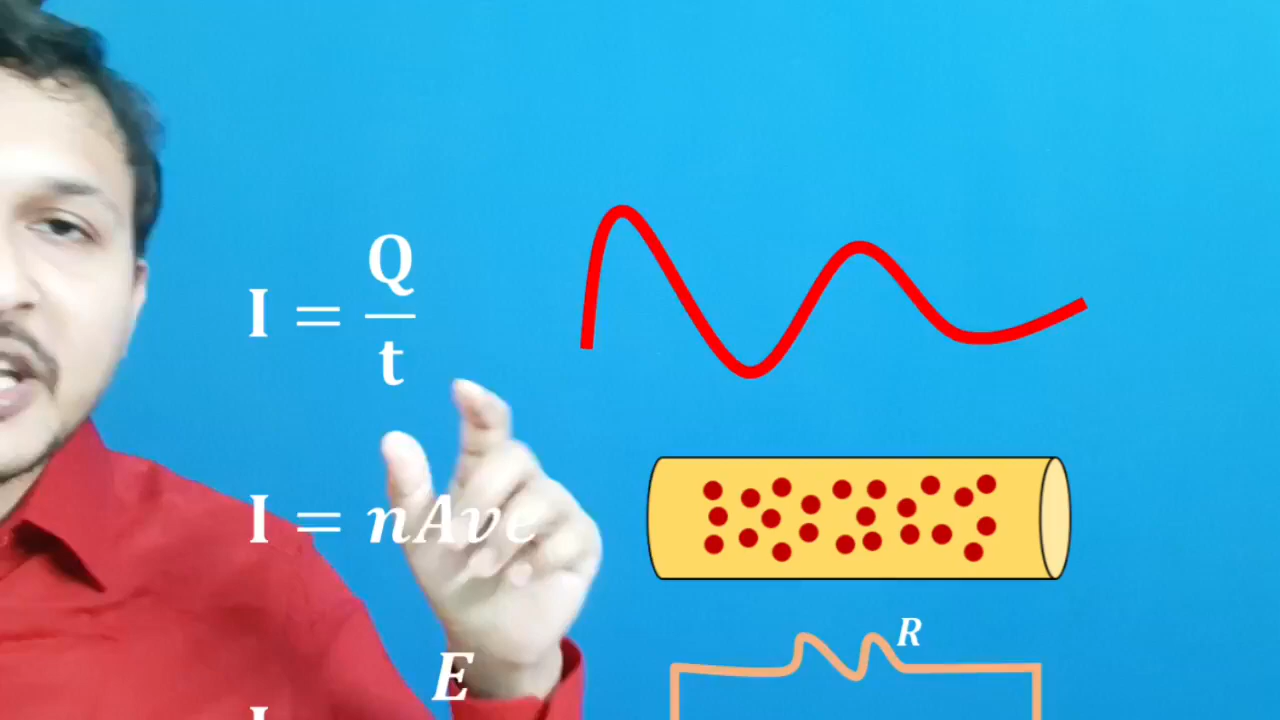 I = Q/t
I = nAve
R
E
I